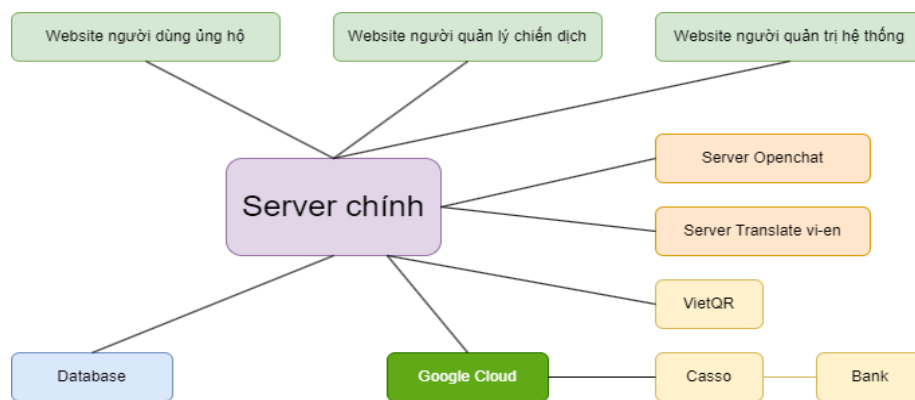 Website người dùng ủng hộ
Website người quản lý chiến dịch
Website người quản trị hệ thống
Server Openchat
Server chính
Server Translate vi-en
VietQR
Database
Google Cloud
Casso
Bank